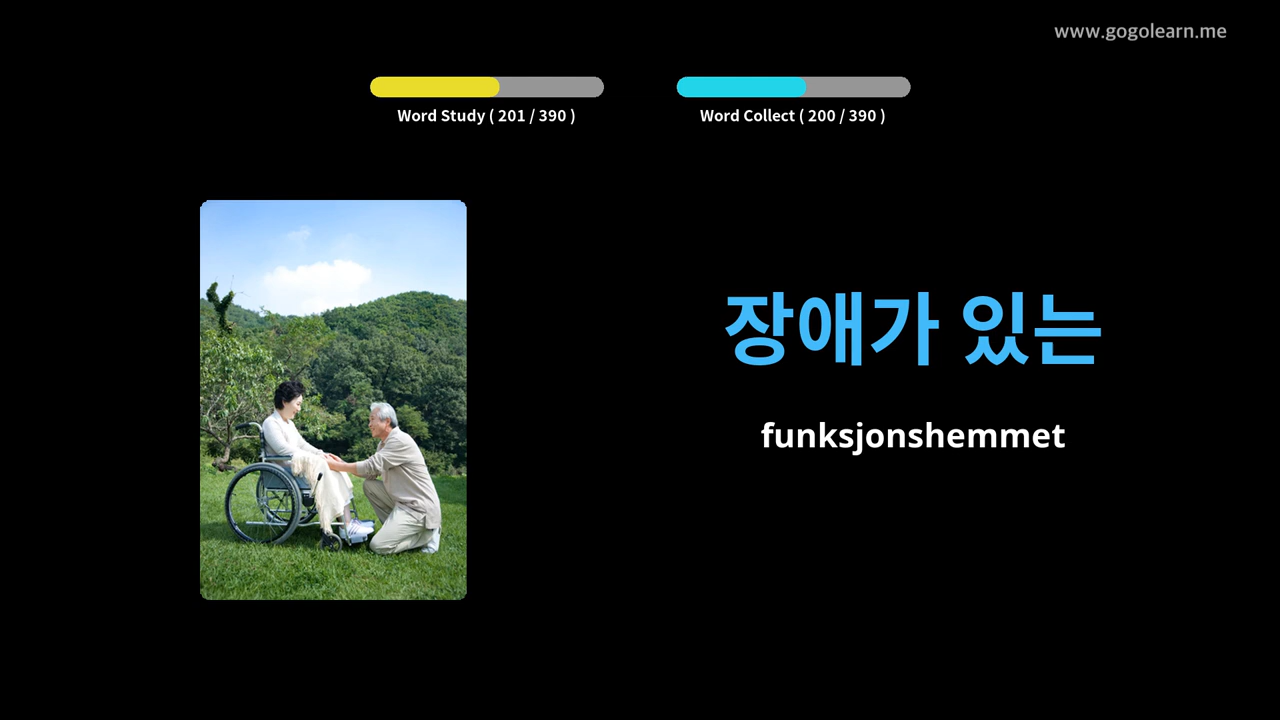 www.gogolearn.me
Word Study ( 201 / 390 )
Word Collect ( 200 / 390 )
장애가 있는
funksjonshemmet